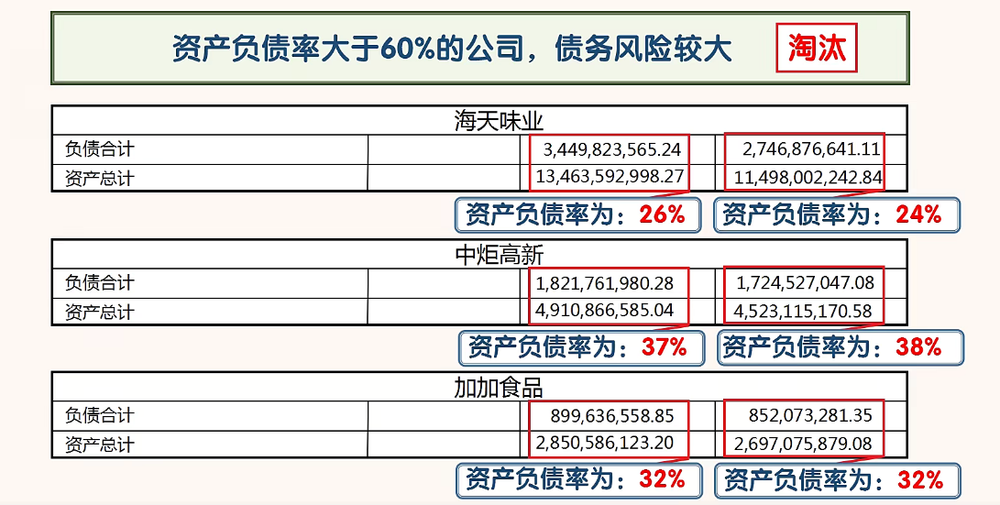 资产负债率大于60%的公司，债务风险较大 淘汰
海天味业
负债合计 3,449,823,565.24 2,746,876,641.11
资产总计 13,463,592,998.27 11,498,002,242.84
资产负债率为：26% 资产负债率为：24%
中炬高新
负债合计 1,821,761,980.28 1,724,527,047.08
资产总计 4,910,866,585.04 4,523,115,170.58
资产负债率为：37% 资产负债率为：38%
加加食品
负债合计 899,636,558.85 852,073,281.35
资产总计 2,850,586,123.20 2,697,075,879.08
资产负债率为：32% 资产负债率为：32%